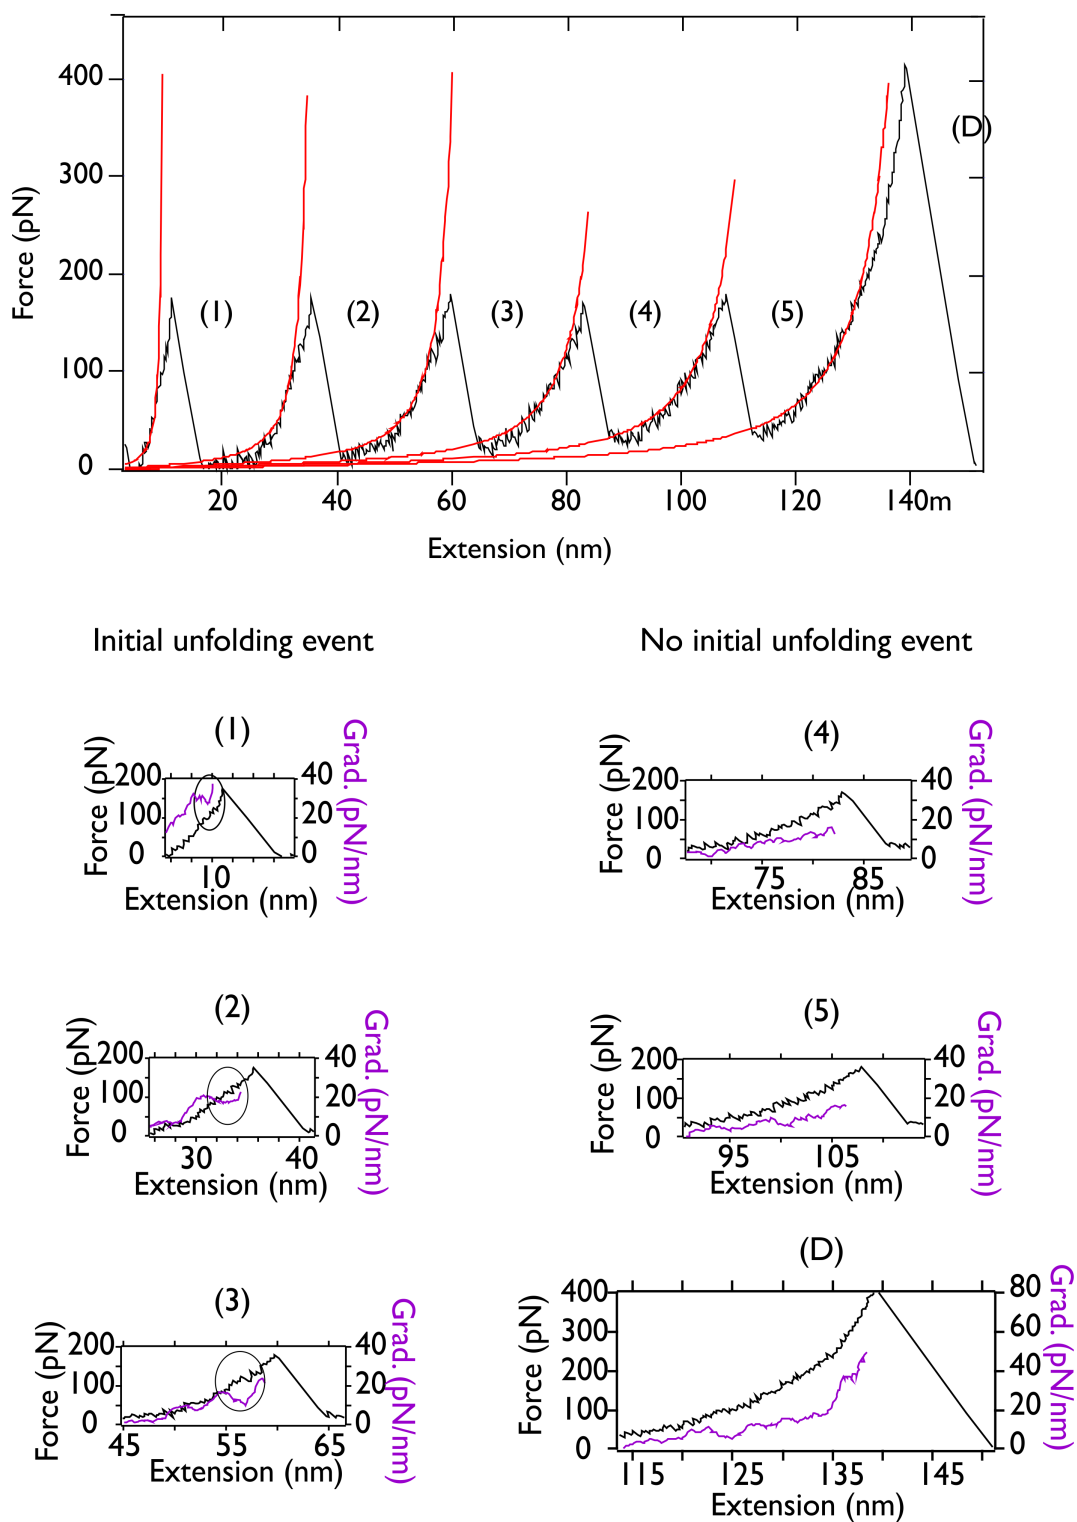 400
300
200
100
0
Force (pN)
(D)
(1)
(2)
(3)
(4)
(5)
20 40 60 80 100 120 140m
Extension (nm)
Initial unfolding event
No initial unfolding event
(1)
Force (pN)
200
100
0
40
20
0
Grad. (pN/nm)
10
Extension (nm)
(4)
Force (pN)
200
100
0
40
20
0
Grad. (pN/nm)
75 85
Extension (nm)
(2)
Force (pN)
200
100
0
40
20
0
Grad. (pN/nm)
30 40
Extension (nm)
(5)
Force (pN)
200
100
0
40
20
0
Grad. (pN/nm)
95 105
Extension (nm)
(3)
Force (pN)
200
100
0
40
20
0
Grad. (pN/nm)
45 55 65
Extension (nm)
(D)
Force (pN)
400
300
200
100
0
80
60
40
20
0
Grad. (pN/nm)
115 125 135 145
Extension (nm)